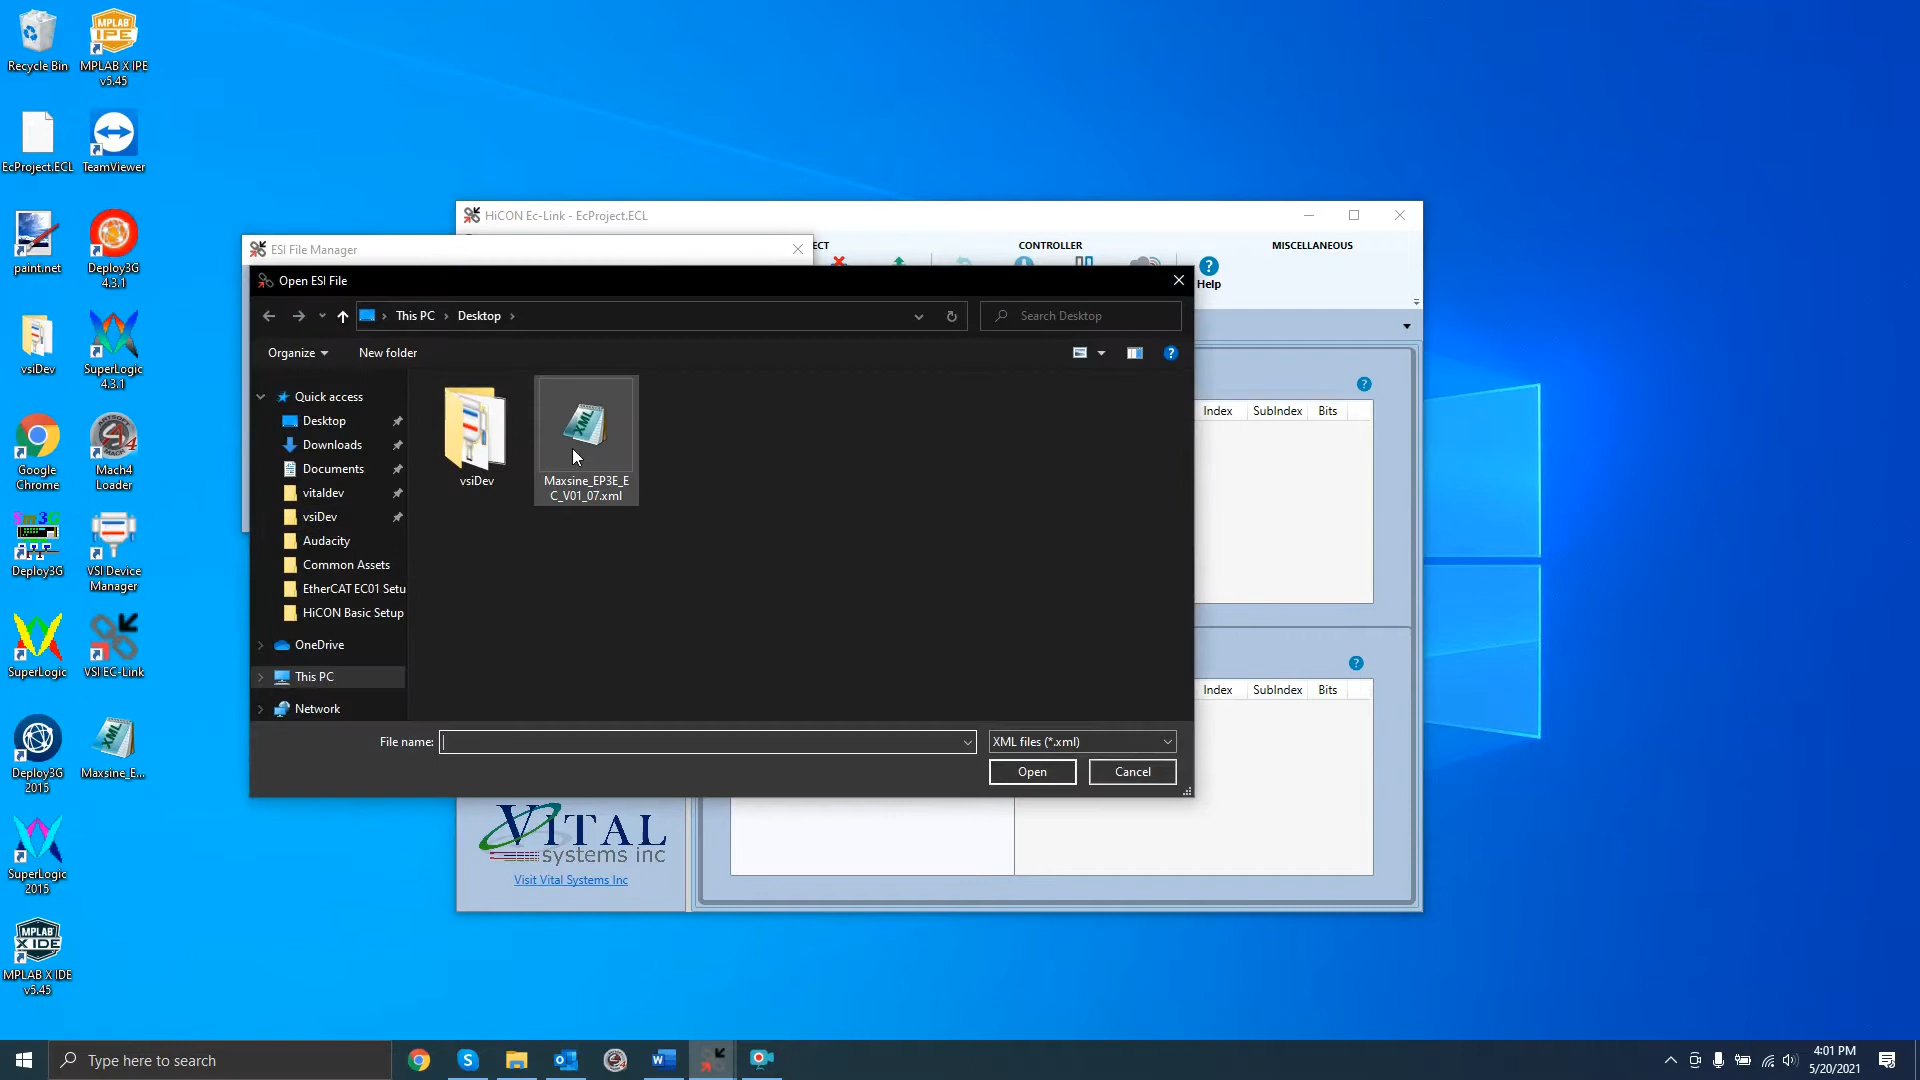 Recycle Bin
MPLAB X IPE
v5.45
EcProject.ECL
TeamViewer
paint.net
Deploy3G
4.3.1
vsiDev
SuperLogic
4.3.1
Google
Chrome
Mach4
Loader
Deploy3G
VSI Device
Manager
SuperLogic
VSI EC-Link
Deploy3G
2015
Maxsine_E...
SuperLogic
2015
MPLAB X IDE
v5.45
HiCON Ec-Link - EcProject.ECL
CONTROLLER
MISCELLANEOUS
Help
ESI File Manager
Open ESI File
This PC
Desktop
Search Desktop
Organize
New folder
Quick access
Desktop
Downloads
Documents
vitaldev
vsiDev
Audacity
Common Assets
EtherCAT EC01 Setu
HiCON Basic Setup
OneDrive
This PC
Network
vsiDev
Maxsine_EP3E_E
C_V01_07.xml
File name:
XML files (*.xml)
Open
Cancel
Index SubIndex Bits
Index SubIndex Bits
VITAL
systems inc
Visit Vital Systems Inc
Type here to search
4:01 PM
5/20/2021